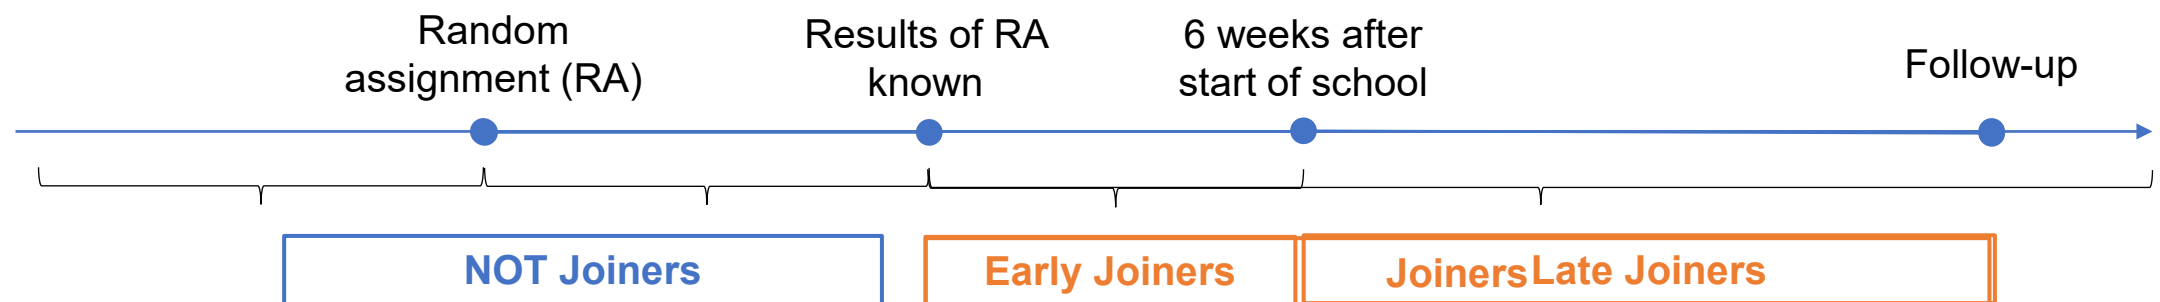 Random
assignment (RA)
Results of RA
known
6 weeks after
start of school
Follow-up
NOT Joiners
Early Joiners
Joiners
Late Joiners